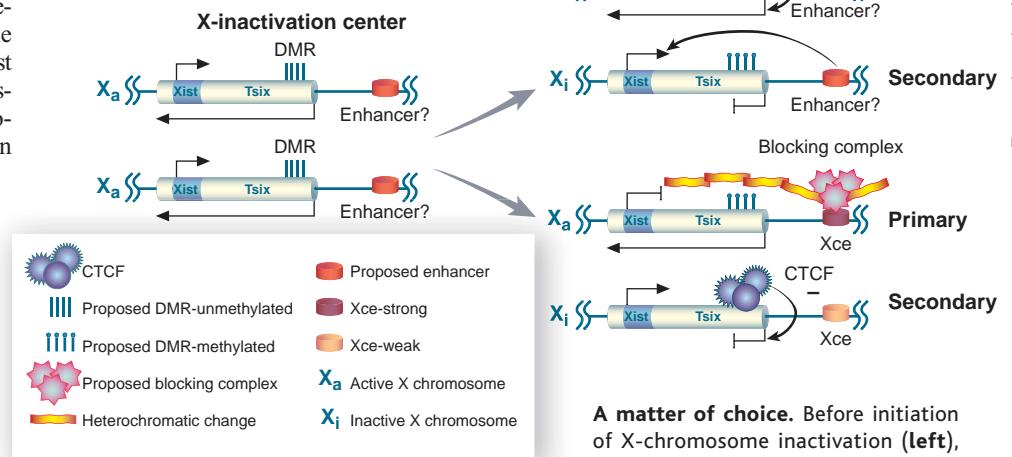 X-inactivation center
DMR
Xa Xist Tsix
Enhancer?
DMR
Xa Xist Tsix
Enhancer?
CTCF
Proposed DMR-unmethylated
Proposed DMR-methylated
Proposed blocking complex
Heterochromatic change
Proposed enhancer
Xce-strong
Xce-weak
Xa Active X chromosome
Xi Inactive X chromosome
Enhancer?
Xi Xist Tsix Secondary
Enhancer?
Blocking complex
Xa Xist Tsix Primary
Xce
CTCF
–
Xi Xist Tsix Secondary
Xce
A matter of choice. Before initiation
of X-chromosome inactivation (left),